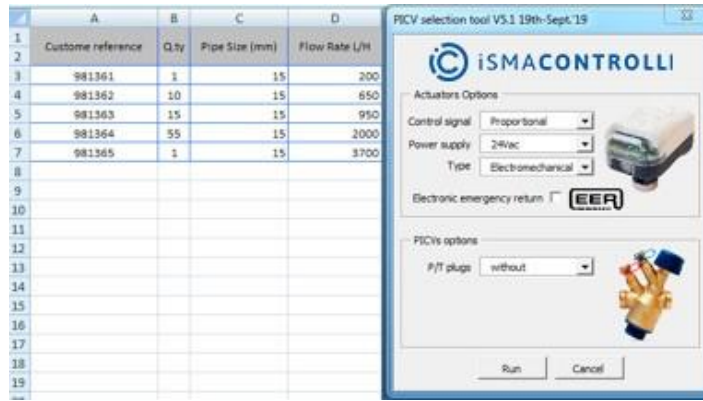 A B C D
1
2
Custome reference Q.ty Pipe Size (mm) Flow Rate L/H
3 981361 1 15 200
4 981362 10 15 650
5 981363 15 15 950
6 981364 55 15 2000
7 981365 1 15 3700
8
9
10
11
12
13
14
15
16
17
18
19
PICV selection tool V5.1 19th-Sept.'19
iC iSMACONTROLLI
Actuators Options
Control signal Proportional
Power supply 24Vac
Type Electromechanical
Electronic emergency return EER
PICVs options
P/T plugs without
Run Cancel